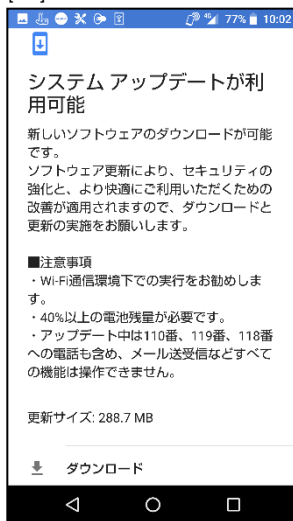 4G 77% 10:02
システム アップデートが利
用可能
新しいソフトウェアのダウンロードが可能
です。
ソフトウェア更新により、セキュリティの
強化と、より快適にご利用いただくための
改善が適用されますので、ダウンロードと
更新の実施をお願いします。
■注意事項
・Wi-Fi通信環境下での実行をお勧めしま
す。
・40%以上の電池残量が必要です。
・アップデート中は110番、119番、118番
への電話も含め、メール送受信などすべて
の機能は操作できません。
更新サイズ: 288.7 MB
ダウンロード